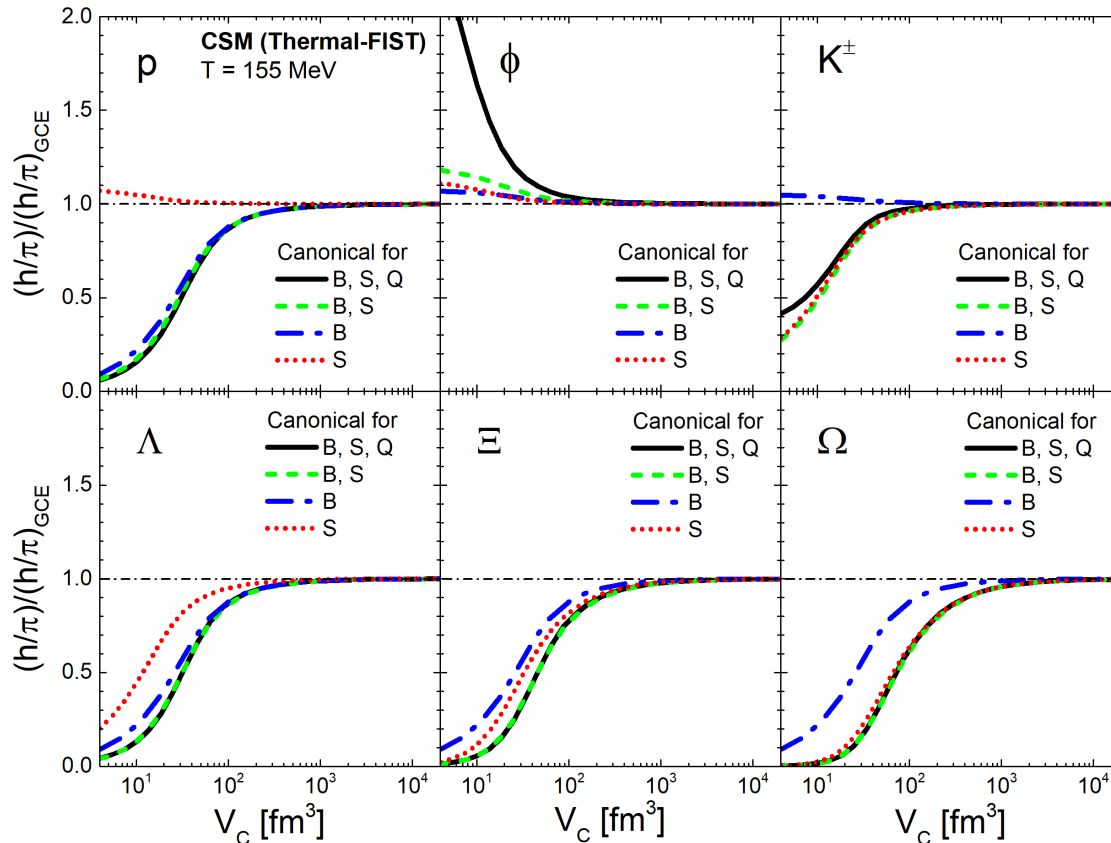 (h/π)/(h/π)GCE
2.0
1.5
1.0
0.5
0.0
p
CSM (Thermal-FIST)
T = 155 MeV
Canonical for
B, S, Q
B, S
B
S
ϕ
Canonical for
B, S, Q
B, S
B
S
K±
Canonical for
B, S, Q
B, S
B
S
(h/π)/(h/π)GCE
1.5
1.0
0.5
0.0
Λ
Canonical for
B, S, Q
B, S
B
S
Ξ
Canonical for
B, S, Q
B, S
B
S
Ω
Canonical for
B, S, Q
B, S
B
S
10¹ 10² 10³ 10⁴
10¹ 10² 10³ 10⁴
10¹ 10² 10³ 10⁴
VC [fm³]
VC [fm³]
VC [fm³]